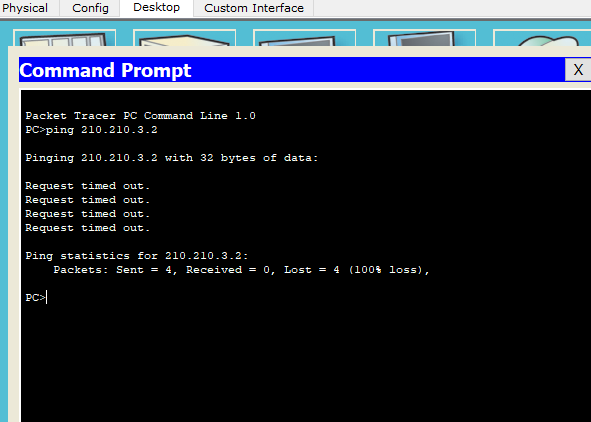 Physical Config Desktop Custom Interface
Command Prompt X
Packet Tracer PC Command Line 1.0
PC>ping 210.210.3.2
Pinging 210.210.3.2 with 32 bytes of data:
Request timed out.
Request timed out.
Request timed out.
Request timed out.
Ping statistics for 210.210.3.2:
    Packets: Sent = 4, Received = 0, Lost = 4 (100% loss),
PC>